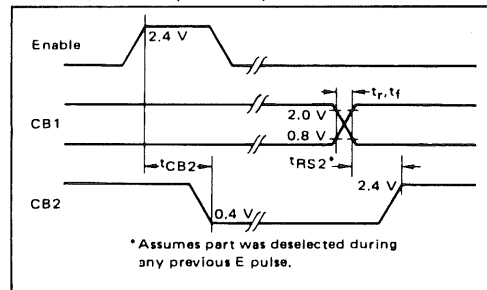 Enable
2.4 V
tr, tf
CB1
2.0 V
0.8 V
tCB2
tRS2*
2.4 V
CB2
0.4 V
*Assumes part was deselected during
any previous E pulse.